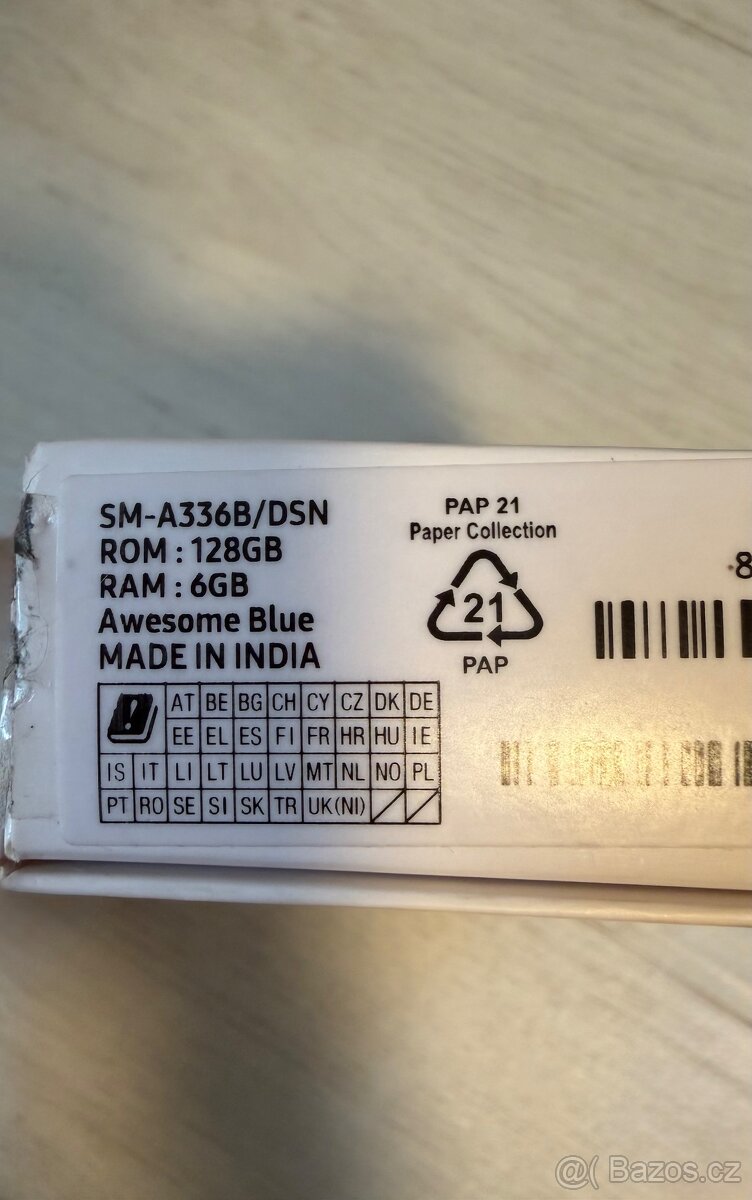 SM-A336B/DSN
ROM : 128GB
RAM : 6GB
Awesome Blue
MADE IN INDIA
PAP 21
Paper Collection
21
PAP
8
AT BE BG CH CY CZ DK DE
EE EL ES FI FR HR HU IE
IS IT LI LT LU LV MT NL NO PL
PT RO SE SI SK TR UK(NI)
@( Bazos.cz